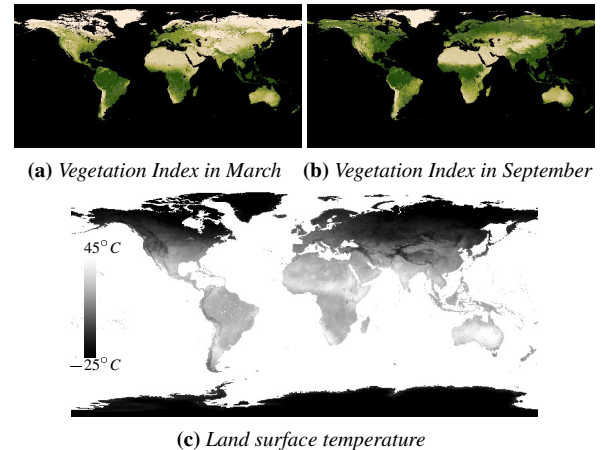 (a) Vegetation Index in March
(b) Vegetation Index in September
45°C
−25°C
(c) Land surface temperature